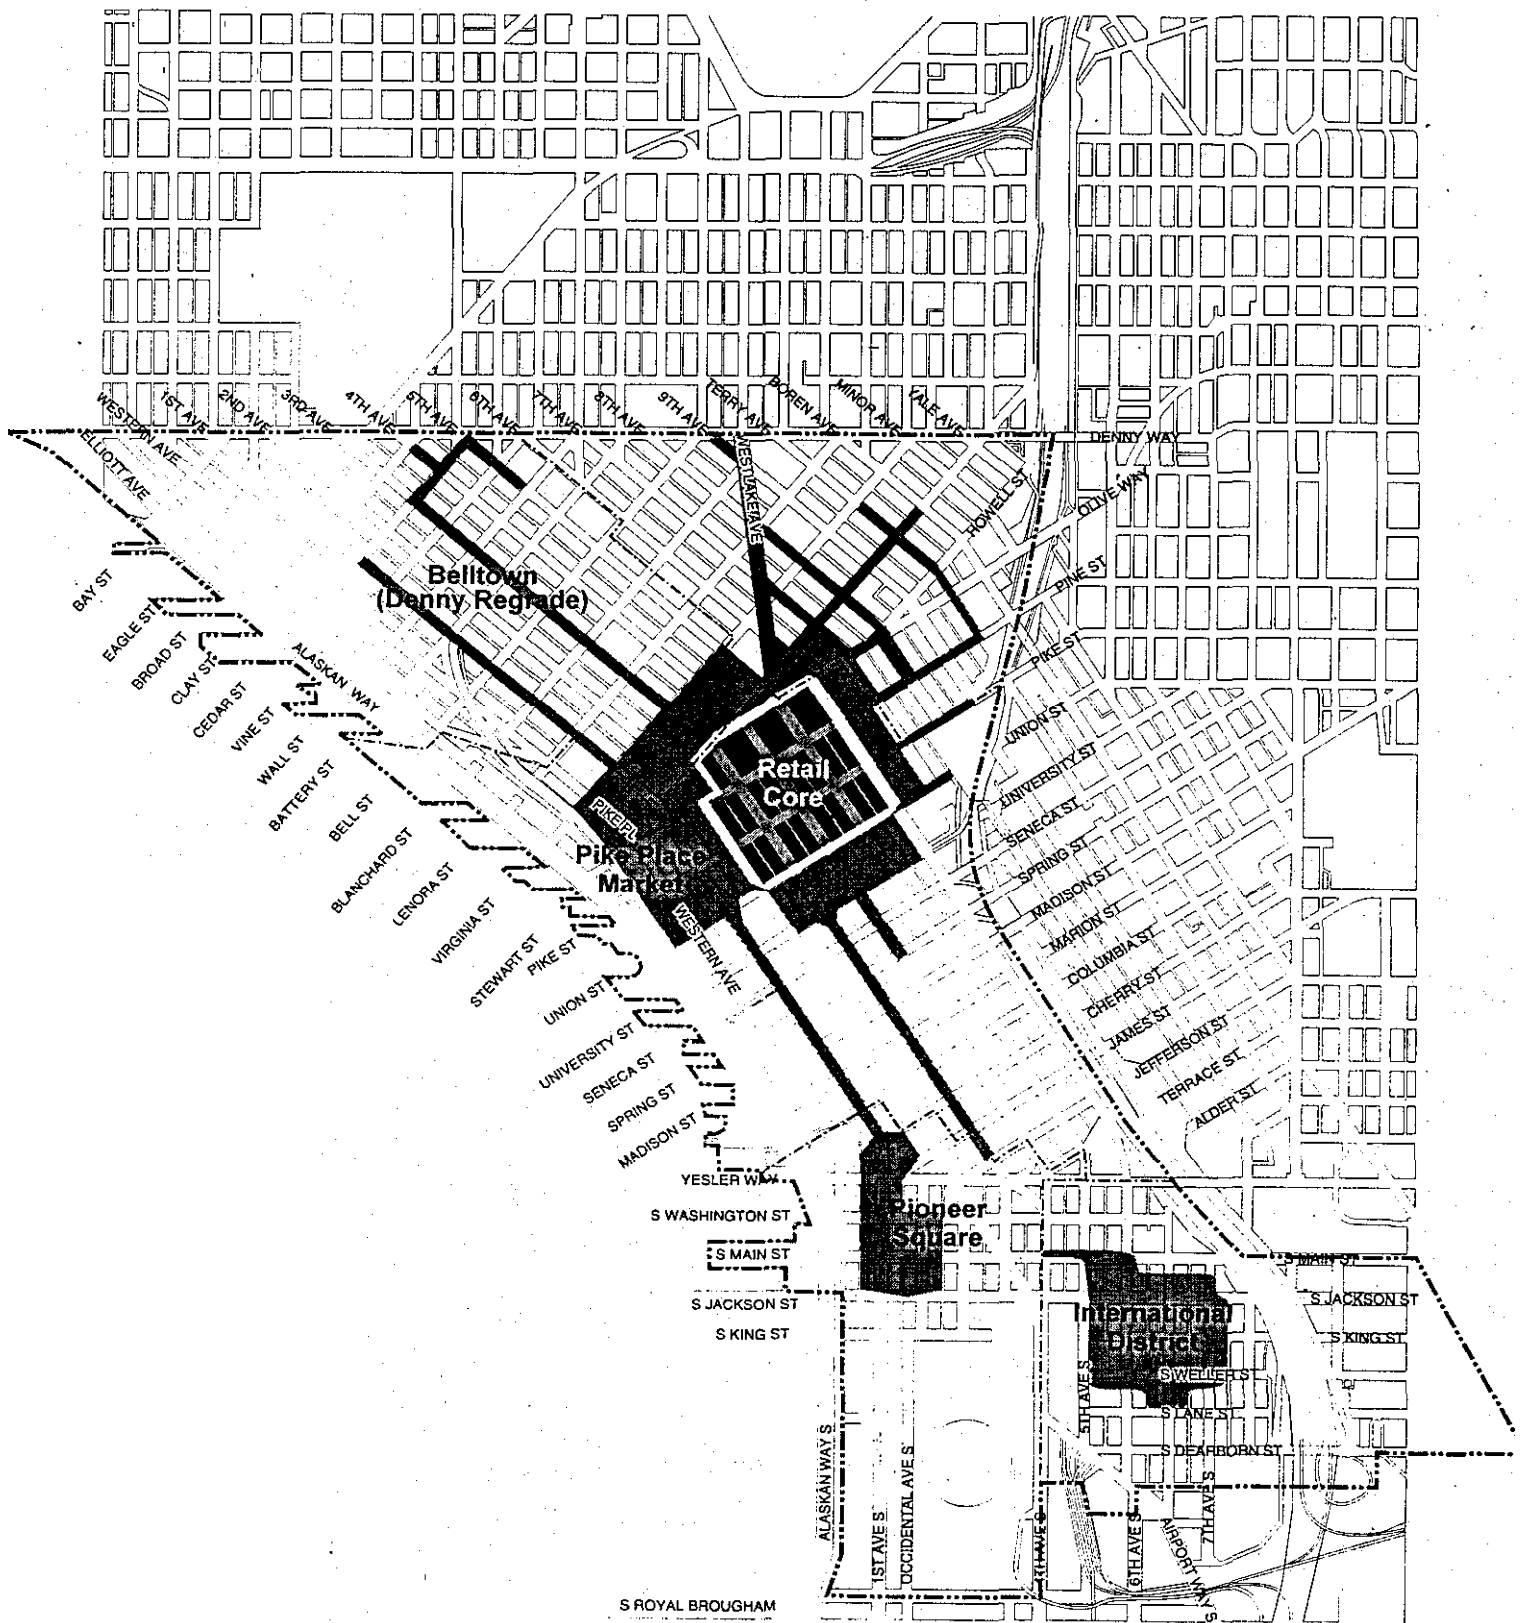 WESTERN AVE
1ST AVE
2ND AVE
3RD AVE
4TH AVE
5TH AVE
6TH AVE
7TH AVE
8TH AVE
9TH AVE
TERRY AVE
BOREN AVE
MINOR AVE
YALE AVE
DENNY WAY
ELLIOTT AVE
WESTLAKE AVE
HOWELL ST
OLIVE WAY
PINE ST
PIKE ST
UNION ST
UNIVERSITY ST
SENECA ST
SPRING ST
MADISON ST
MARION ST
COLUMBIA ST
CHERRY ST
JAMES ST
JEFFERSON ST
TERRACE ST
ALDER ST
Belltown
(Denny Regrade)
Retail
Core
PIKE PL
Pike Place
Market
WESTERN AVE
BAY ST
EAGLE ST
BROAD ST
CLAY ST
CEDAR ST
VINE ST
WALL ST
BATTERY ST
BELL ST
BLANCHARD ST
LENORA ST
VIRGINIA ST
STEWART ST
PIKE ST
UNION ST
UNIVERSITY ST
SENECA ST
SPRING ST
MADISON ST
ALASKAN WAY
YESLER WAY
S WASHINGTON ST
S MAIN ST
S JACKSON ST
S KING ST
Pioneer
Square
International
District
S MAIN ST
S JACKSON ST
S KING ST
S WELLER ST
S LANE ST
S DEARBORN ST
ALASKAN WAY S
1ST AVE S
OCCIDENTAL AVE S
4TH AVE S
5TH AVE S
6TH AVE S
AIRPORT WAY S
7TH AVE S
S ROYAL BROUGHAM